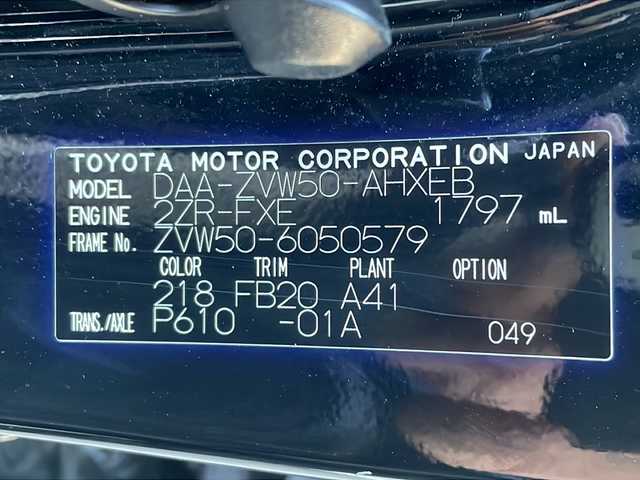 TOYOTA MOTOR CORPORATION JAPAN
MODEL DAA-ZVW50-AHXEB
ENGINE 2ZR-FXE 1797 mL
FRAME No. ZVW50-6050579
COLOR TRIM PLANT OPTION
218 FB20 A41
TRANS./AXLE P610 -01A 049